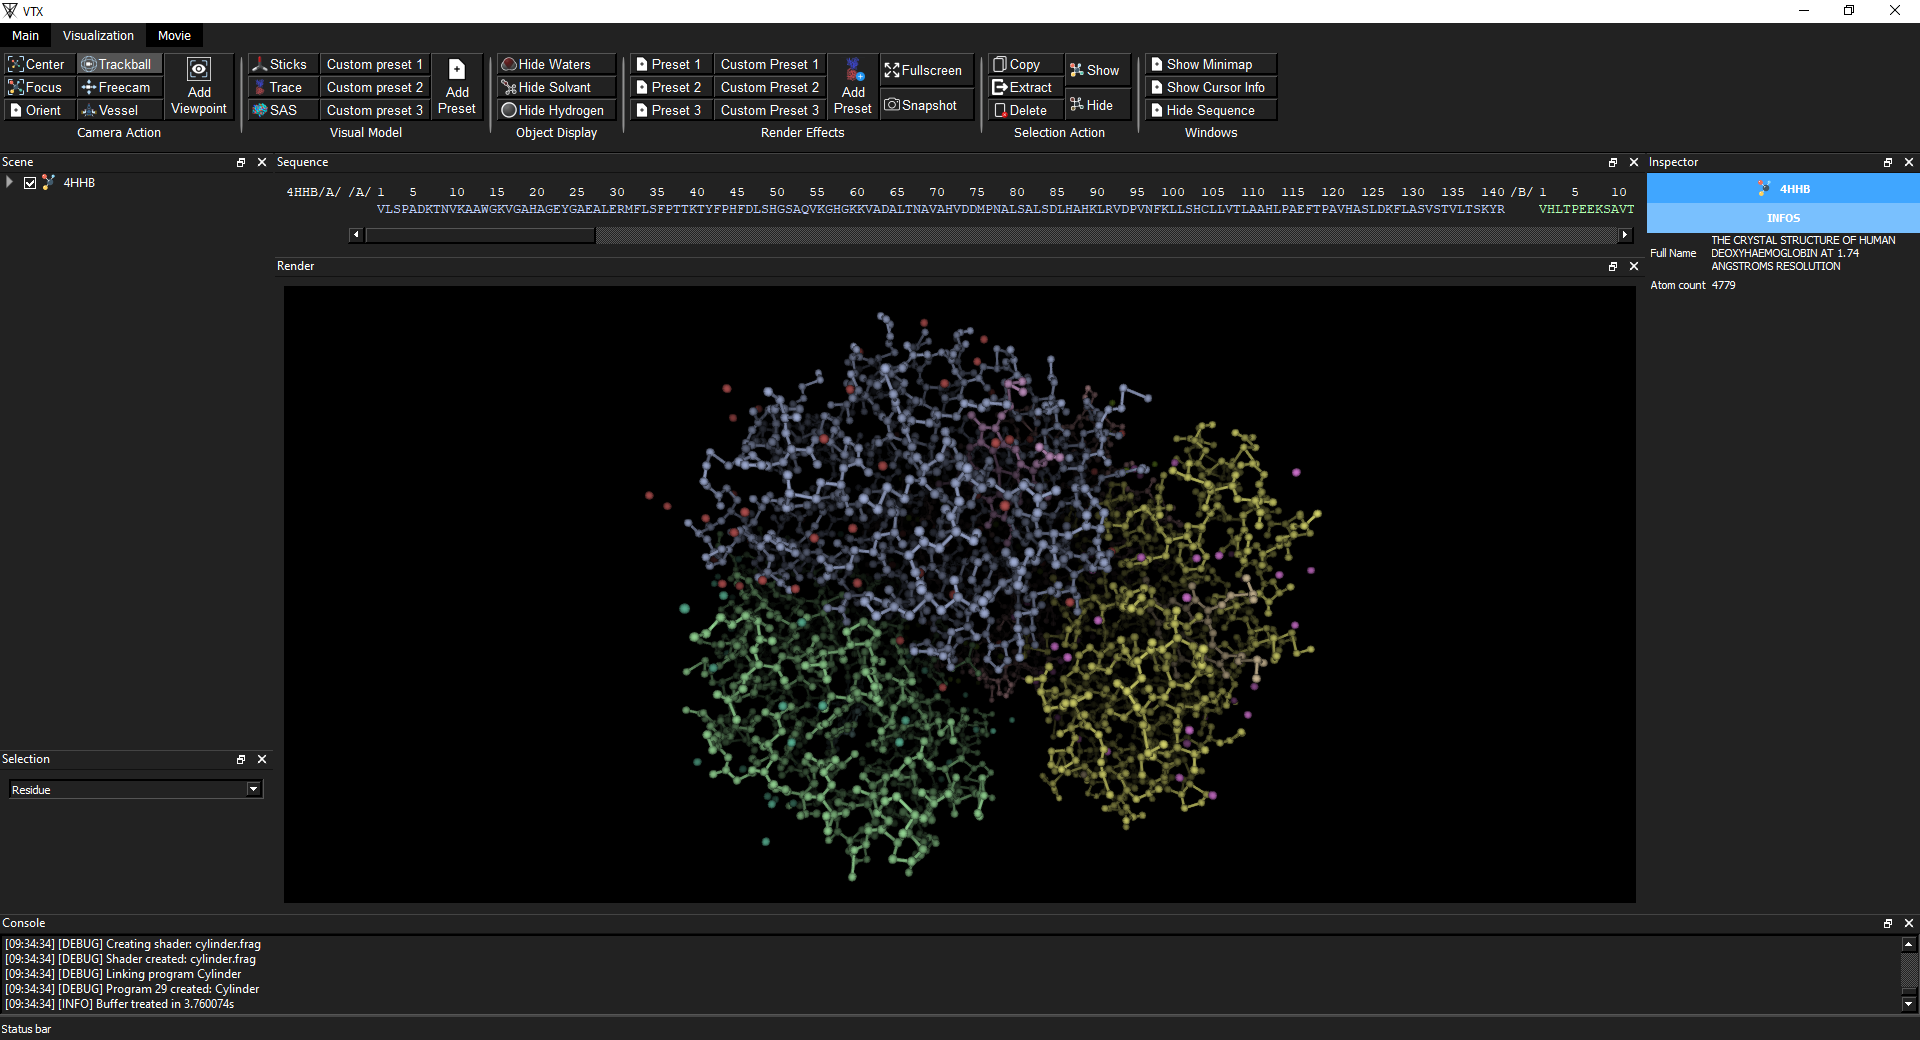 VTX
Main Visualization Movie
Center Trackball
Focus Freecam
Orient Vessel
Add Viewpoint
Camera Action
Sticks Custom preset 1
Trace Custom preset 2
SAS Custom preset 3
Add Preset
Visual Model
Hide Waters
Hide Solvant
Hide Hydrogen
Object Display
Preset 1 Custom Preset 1
Preset 2 Custom Preset 2
Preset 3 Custom Preset 3
Add Preset
Fullscreen
Snapshot
Render Effects
Copy
Extract
Delete
Show
Hide
Selection Action
Show Minimap
Show Cursor Info
Hide Sequence
Windows
Scene
4HHB
Sequence
4HHB/A/ /A/ 1 5 10 15 20 25 30 35 40 45 50 55 60 65 70 75 80 85 90 95 100 105 110 115 120 125 130 135 140 /B/ 1 5 10
VLSPADKTNVKAAWGKVGAHAGEYGAEALERMFLSFPTTKTYFPHFDLSHGSAQVKGHGKKVADALTNAVAHVDDMPNALSALSDLHAHKLRVDPVNFKLLSHCLLVTLAAHLPAEFTPAVHASLDKFLASVSTVLTSKYR VHLTPEEKSAVT
Render
Inspector
4HHB
INFOS
Full Name THE CRYSTAL STRUCTURE OF HUMAN
DEOXYHAEMOGLOBIN AT 1.74
ANGSTROMS RESOLUTION
Atom count 4779
Selection
Residue
Console
[09:34:34] [DEBUG] Creating shader: cylinder.frag
[09:34:34] [DEBUG] Shader created: cylinder.frag
[09:34:34] [DEBUG] Linking program Cylinder
[09:34:34] [DEBUG] Program 29 created: Cylinder
[09:34:34] [INFO] Buffer treated in 3.760074s
Status bar